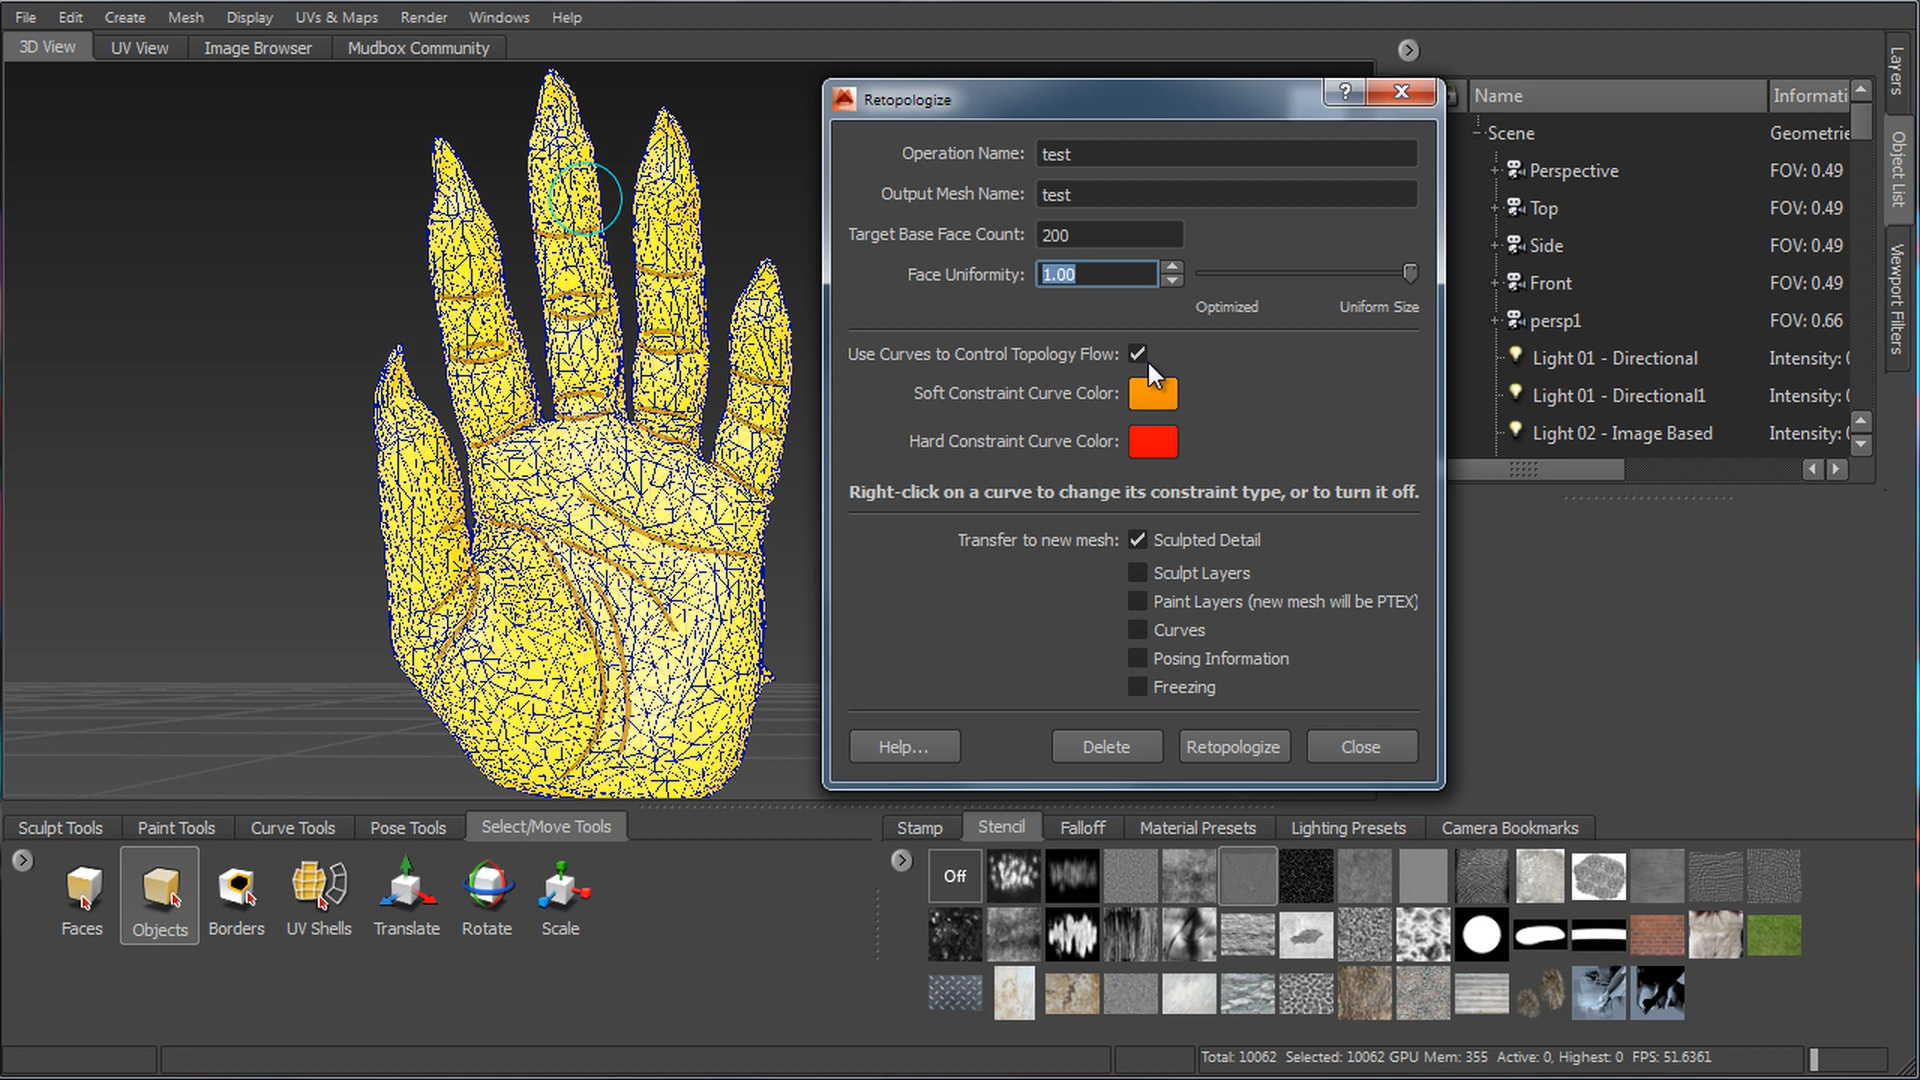 File Edit Create Mesh Display UVs & Maps Render Windows Help
3D View UV View Image Browser Mudbox Community
Retopologize
?
Operation Name: test
Output Mesh Name: test
Target Base Face Count: 200
Face Uniformity: 1.00
Optimized Uniform Size
Use Curves to Control Topology Flow:
Soft Constraint Curve Color:
Hard Constraint Curve Color:
Right-click on a curve to change its constraint type, or to turn it off.
Transfer to new mesh: Sculpted Detail
Sculpt Layers
Paint Layers (new mesh will be PTEX)
Curves
Posing Information
Freezing
Help... Delete Retopologize Close
Name Informati
Scene Geometrie
Perspective FOV: 0.49
Top FOV: 0.49
Side FOV: 0.49
Front FOV: 0.49
persp1 FOV: 0.66
Light 01 - Directional Intensity: (
Light 01 - Directional1 Intensity: (
Light 02 - Image Based Intensity: (
Layers
Object List
Viewport Filters
Sculpt Tools Paint Tools Curve Tools Pose Tools Select/Move Tools
Faces Objects Borders UV Shells Translate Rotate Scale
Stamp Stencil Falloff Material Presets Lighting Presets Camera Bookmarks
Off
Total: 10062 Selected: 10062 GPU Mem: 355 Active: 0, Highest: 0 FPS: 51.6361